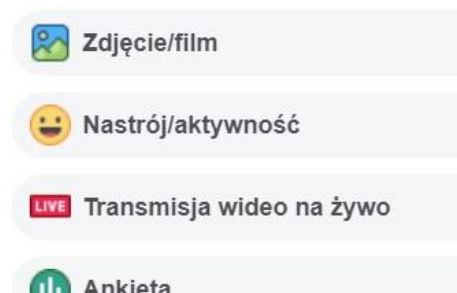 Zdjęcie/film
Nastrój/aktywność
LIVE Transmisja wideo na żywo
Ankieta